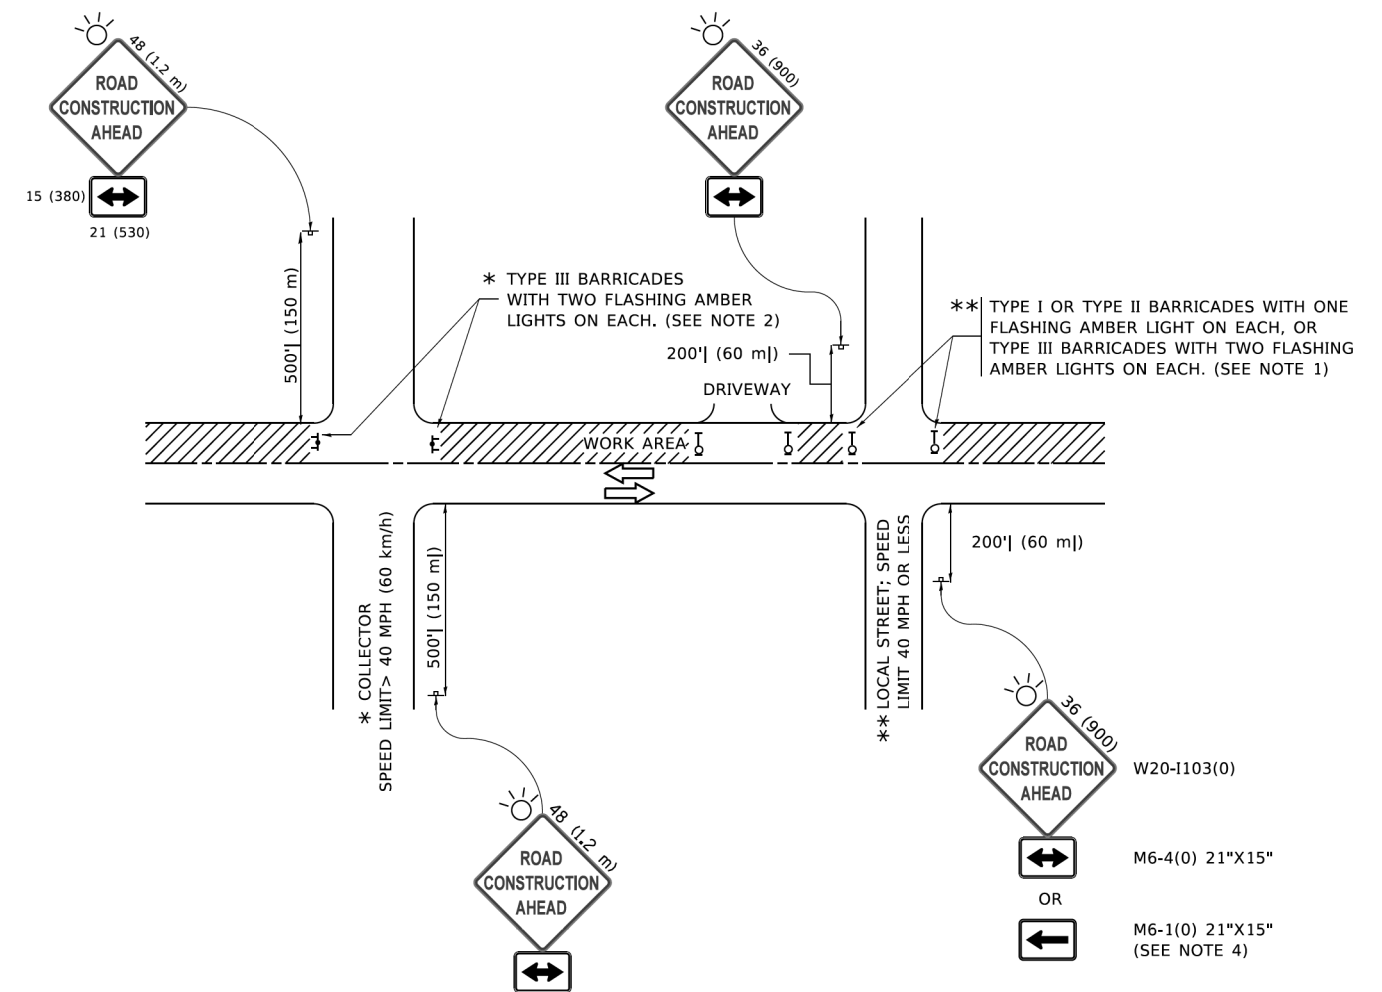 48 (1.2 m)
ROAD
CONSTRUCTION
AHEAD
15 (380)
21 (530)
500'| (150 m)
36 (900)
ROAD
CONSTRUCTION
AHEAD
* TYPE III BARRICADES
WITH TWO FLASHING AMBER
LIGHTS ON EACH. (SEE NOTE 2)
200'| (60 m|)
DRIVEWAY
** TYPE I OR TYPE II BARRICADES WITH ONE
FLASHING AMBER LIGHT ON EACH, OR
TYPE III BARRICADES WITH TWO FLASHING
AMBER LIGHTS ON EACH. (SEE NOTE 1)
WORK AREA
* COLLECTOR
SPEED LIMIT> 40 MPH (60 km/h)
500'| (150 m|)
** LOCAL STREET; SPEED
LIMIT 40 MPH OR LESS
200'| (60 m|)
48 (1.2 m)
ROAD
CONSTRUCTION
AHEAD
36 (900)
ROAD
CONSTRUCTION
AHEAD
W20-I103(0)
M6-4(0) 21"X15"
OR
M6-1(0) 21"X15"
(SEE NOTE 4)